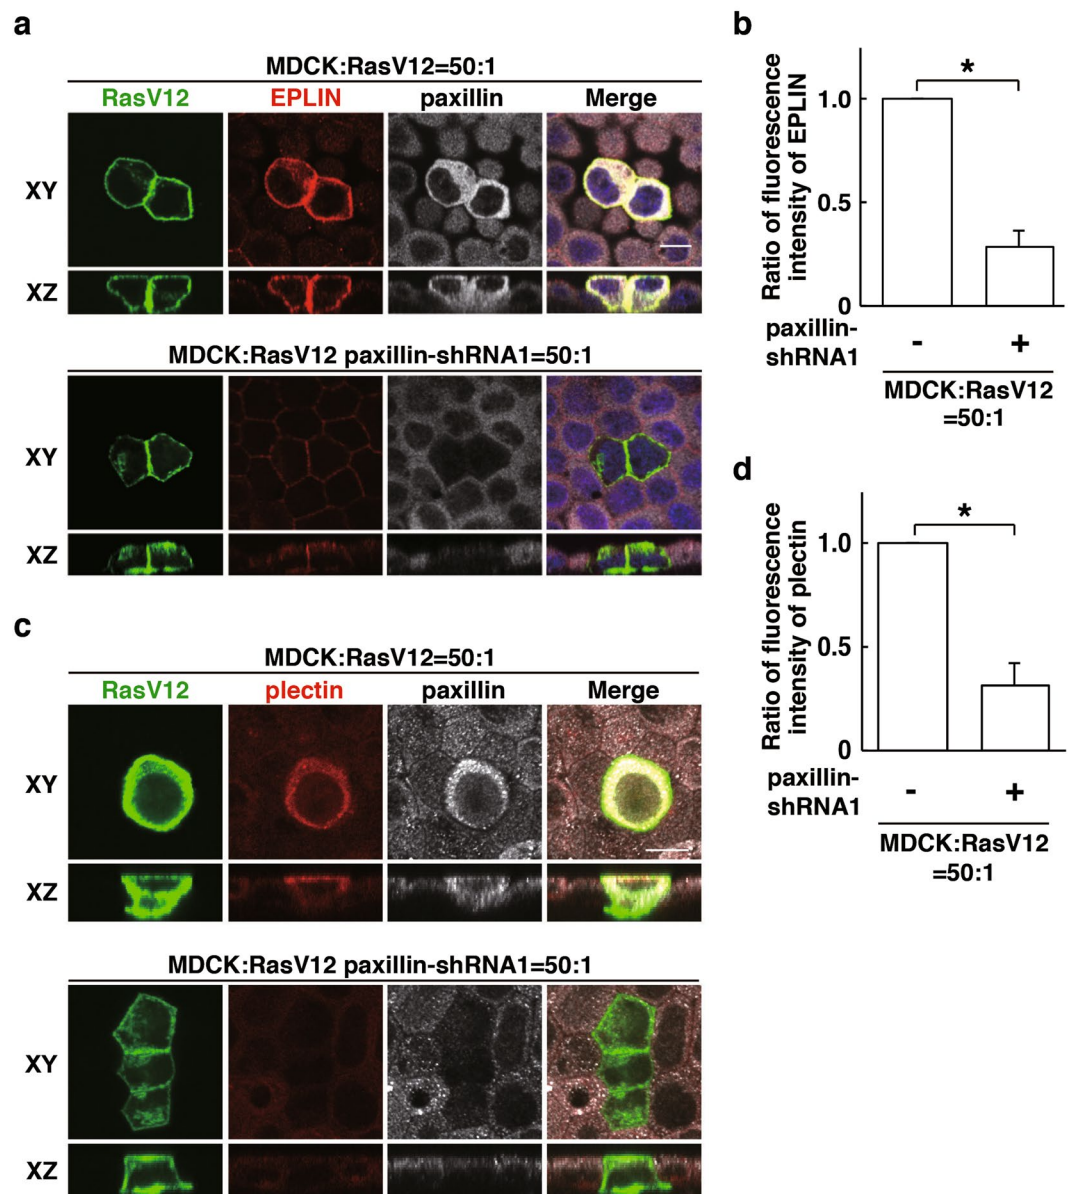 a
MDCK:RasV12=50:1
RasV12 EPLIN paxillin Merge
XY
XZ
MDCK:RasV12 paxillin-shRNA1=50:1
XY
XZ
b
Ratio of fluorescence
intensity of EPLIN
1.0
0.5
0
*
paxillin-
shRNA1
- +
MDCK:RasV12
=50:1
c
MDCK:RasV12=50:1
RasV12 plectin paxillin Merge
XY
XZ
MDCK:RasV12 paxillin-shRNA1=50:1
XY
XZ
d
Ratio of fluorescence
intensity of plectin
1.0
0.5
0
*
paxillin-
shRNA1
- +
MDCK:RasV12
=50:1